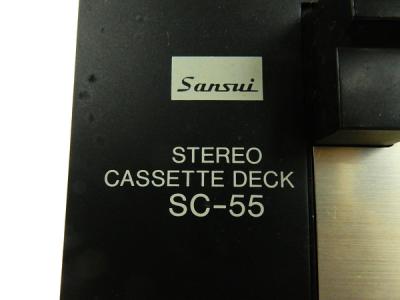 Sansui
STEREO
CASSETTE DECK
SC-55